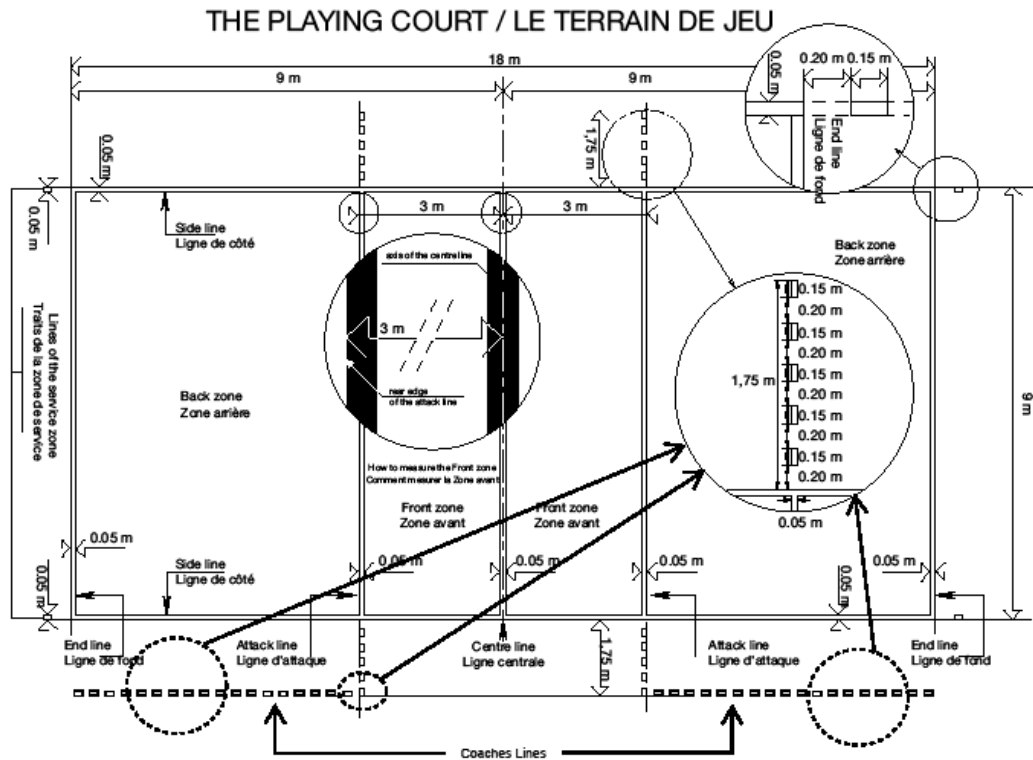 THE PLAYING COURT / LE TERRAIN DE JEU
18 m
9 m
9 m
0.05 m
0.20 m
0.15 m
End line
Ligne de fond
0.05 m
1,75 m
0.05 m
3 m
3 m
Side line
Ligne de côté
Back zone
Zone arrière
axis of the centre line
3 m
rear edge
of the attack line
0.15 m
0.20 m
0.15 m
0.20 m
0.15 m
1,75 m
0.20 m
0.15 m
0.20 m
0.15 m
0.20 m
0.05 m
Lines of the service zone
Traits de la zone de service
9 m
Back zone
Zone arrière
How to measure the Front zone
Comment mesurer la Zone avant
Front zone
Zone avant
Front zone
Zone avant
0.05 m
0.05 m
0.05 m
0.05 m
0.05 m
Side line
Ligne de côté
0.05 m
0.05 m
End line
Ligne de fond
Attack line
Ligne d'attaque
Centre line
Ligne centrale
1,75 m
Attack line
Ligne d'attaque
End line
Ligne de fond
Coaches Lines